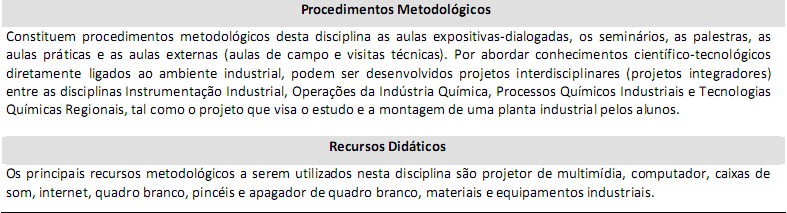 Procedimentos Metodológicos
Constituem procedimentos metodológicos desta disciplina as aulas expositivas-dialogadas, os seminários, as palestras, as
aulas práticas e as aulas externas (aulas de campo e visitas técnicas). Por abordar conhecimentos científico-tecnológicos
diretamente ligados ao ambiente industrial, podem ser desenvolvidos projetos interdisciplinares (projetos integradores)
entre as disciplinas Instrumentação Industrial, Operações da Indústria Química, Processos Químicos Industriais e Tecnologias
Químicas Regionais, tal como o projeto que visa o estudo e a montagem de uma planta industrial pelos alunos.
Recursos Didáticos
Os principais recursos metodológicos a serem utilizados nesta disciplina são projetor de multimídia, computador, caixas de
som, internet, quadro branco, pincéis e apagador de quadro branco, materiais e equipamentos industriais.